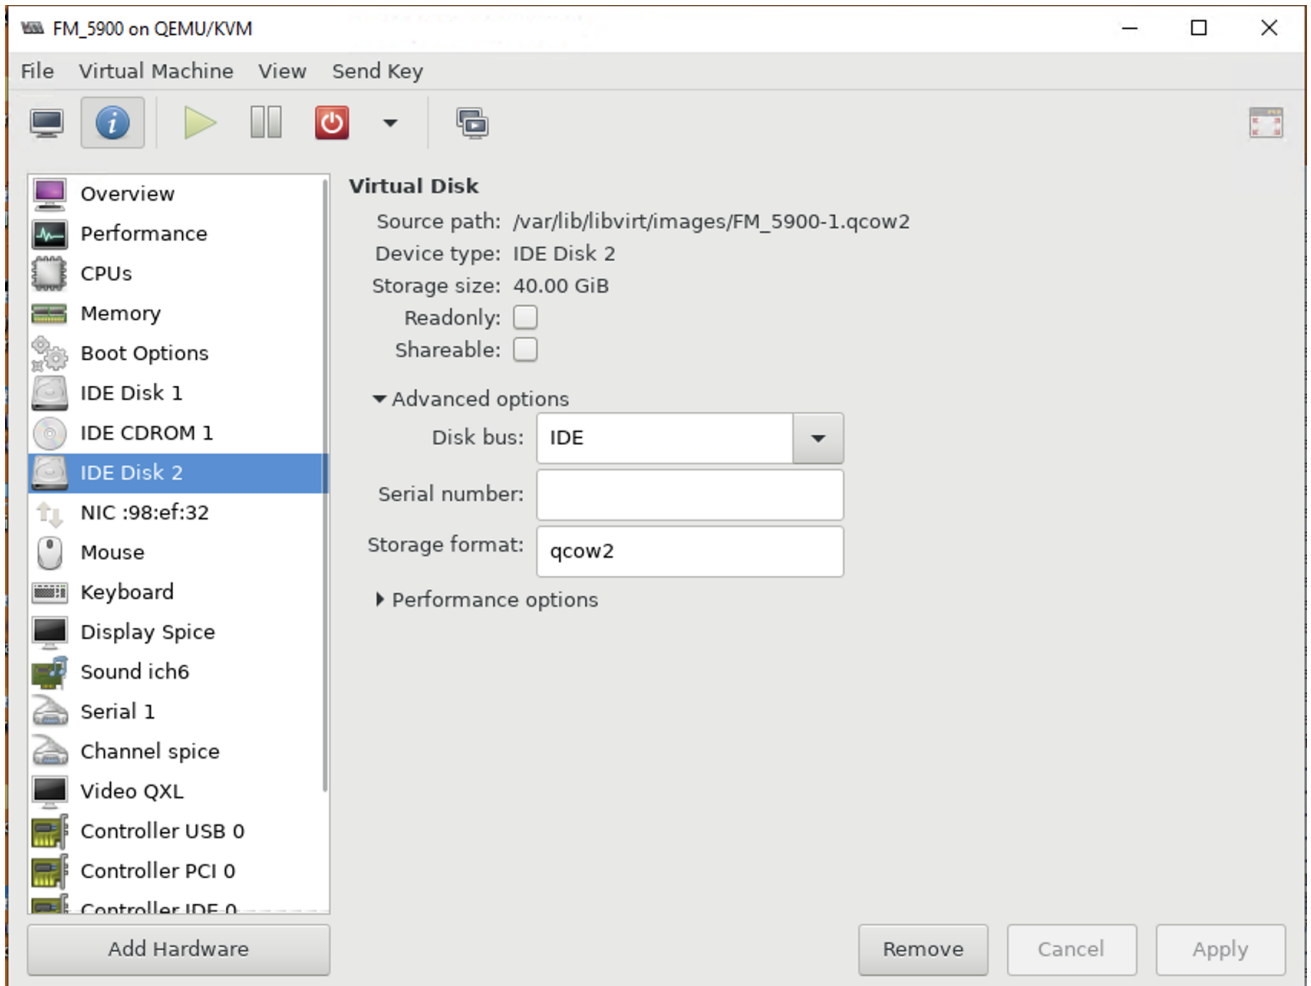 FM_5900 on QEMU/KVM
File Virtual Machine View Send Key
Overview
Performance
CPUs
Memory
Boot Options
IDE Disk 1
IDE CDROM 1
IDE Disk 2
NIC :98:ef:32
Mouse
Keyboard
Display Spice
Sound ich6
Serial 1
Channel spice
Video QXL
Controller USB 0
Controller PCI 0
Controller IDE 0
Add Hardware
Virtual Disk
Source path: /var/lib/libvirt/images/FM_5900-1.qcow2
Device type: IDE Disk 2
Storage size: 40.00 GiB
Readonly:
Shareable:
Advanced options
Disk bus: IDE
Serial number:
Storage format: qcow2
Performance options
Remove Cancel Apply